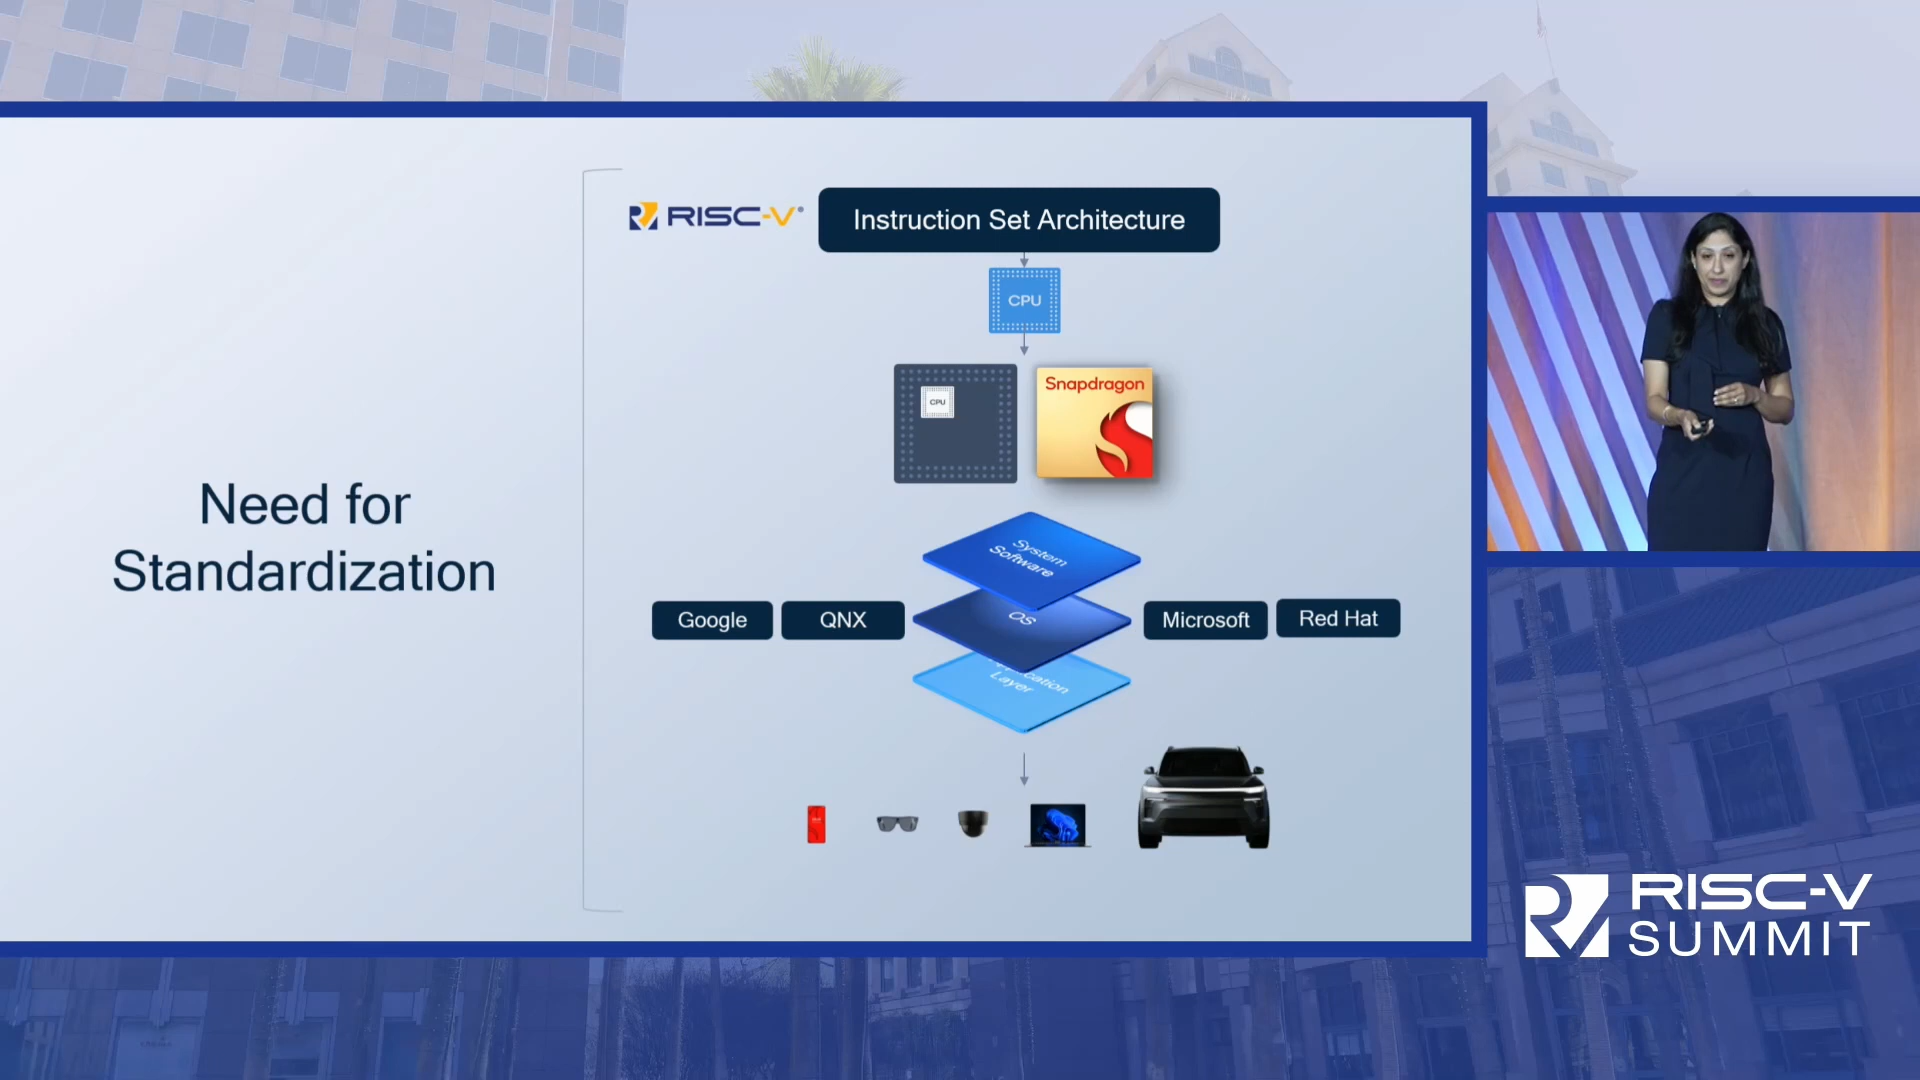 RISC-V
Instruction Set Architecture
CPU
CPU
Snapdragon
System
Software
Google
QNX
OS
Microsoft
Red Hat
Layer
Need for
Standardization
RISC-V
SUMMIT